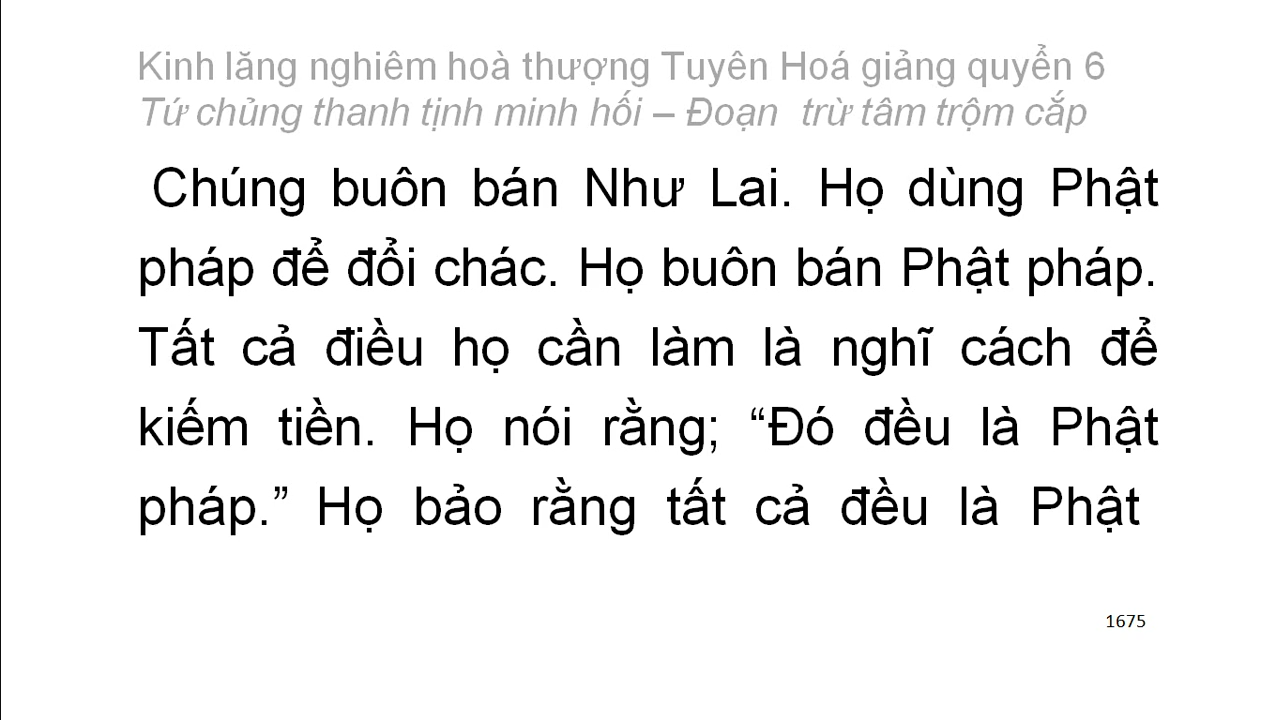 Kinh lăng nghiêm hoà thượng Tuyên Hoá giảng quyển 6
Tứ chủng thanh tịnh minh hối – Đoạn trừ tâm trộm cắp
Chúng buôn bán Như Lai. Họ dùng Phật
pháp để đổi chác. Họ buôn bán Phật pháp.
Tất cả điều họ cần làm là nghĩ cách để
kiếm tiền. Họ nói rằng; “Đó đều là Phật
pháp.” Họ bảo rằng tất cả đều là Phật
1675